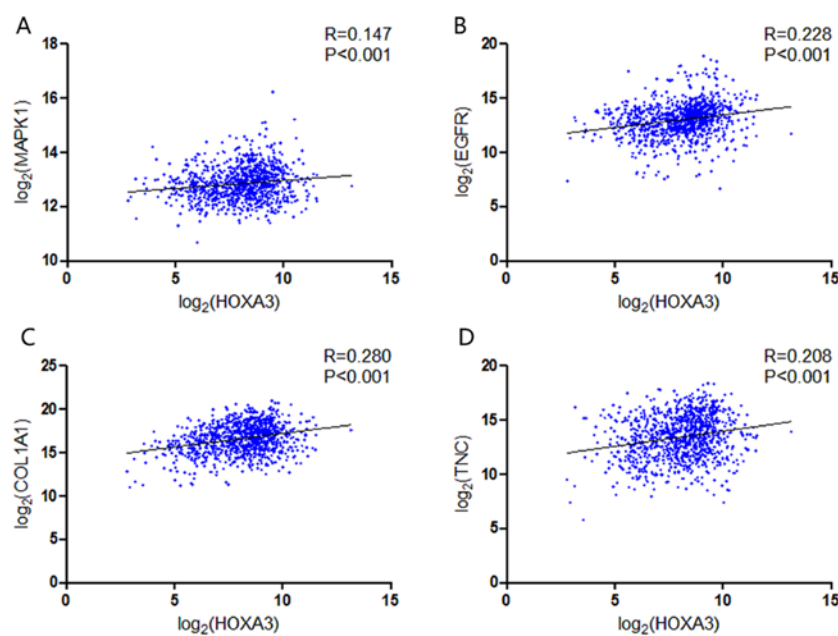 A
R=0.147
P<0.001
18
16
14
12
10
log2(MAPK1)
0 5 10 15
log2(HOXA3)
B
R=0.228
P<0.001
20
15
10
5
0
log2(EGFR)
0 5 10 15
log2(HOXA3)
C
R=0.280
P<0.001
25
20
15
10
5
0
log2(COL1A1)
0 5 10 15
log2(HOXA3)
D
R=0.208
P<0.001
20
15
10
5
0
log2(TNC)
0 5 10 15
log2(HOXA3)